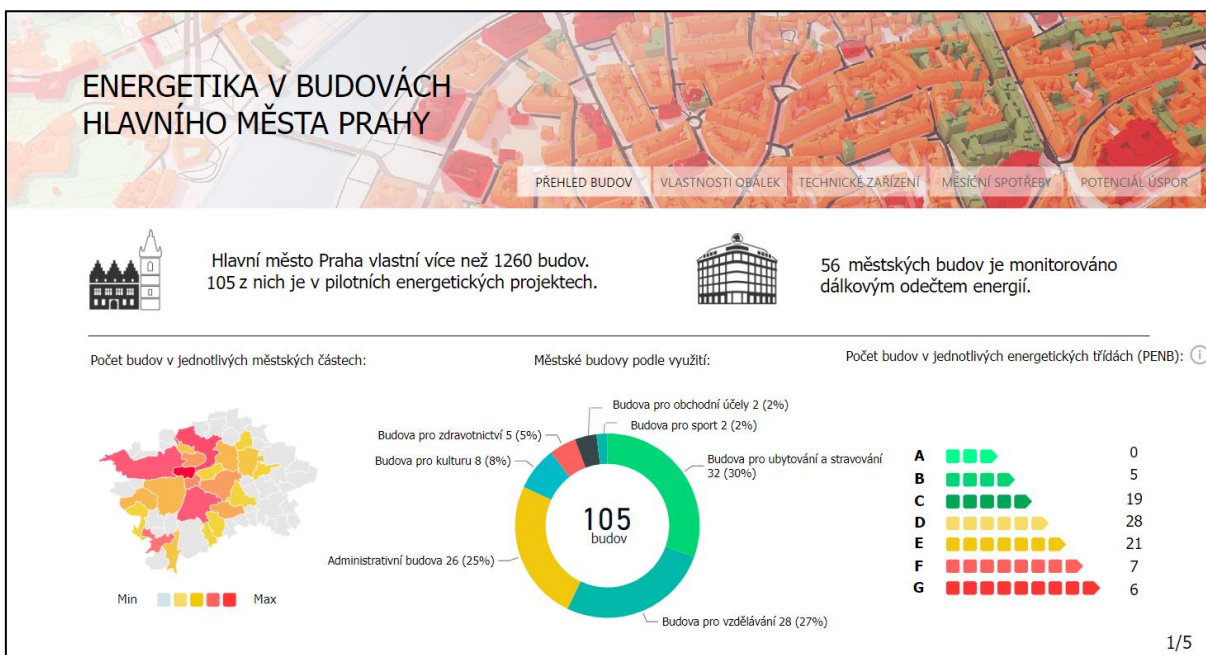 ENERGETIKA V BUDOVÁCH
HLAVNÍHO MĚSTA PRAHY
PŘEHLED BUDOV
VLASTNOSTI OBÁLEK
TECHNICKÉ ZAŘÍZENÍ
MĚSÍČNÍ SPOTŘEBY
POTENCIÁL ÚSPOR
Hlavní město Praha vlastní více než 1260 budov.
105 z nich je v pilotních energetických projektech.
56 městských budov je monitorováno
dálkovým odečtem energií.
Počet budov v jednotlivých městských částech:
Min
Max
Městské budovy podle využití:
Budova pro obchodní účely 2 (2%)
Budova pro sport 2 (2%)
Budova pro zdravotnictví 5 (5%)
Budova pro kulturu 8 (8%)
Budova pro ubytování a stravování
32 (30%)
105
budov
Administrativní budova 26 (25%)
Budova pro vzdělávání 28 (27%)
Počet budov v jednotlivých energetických třídách (PENB):
A 0
B 5
C 19
D 28
E 21
F 7
G 6
1/5